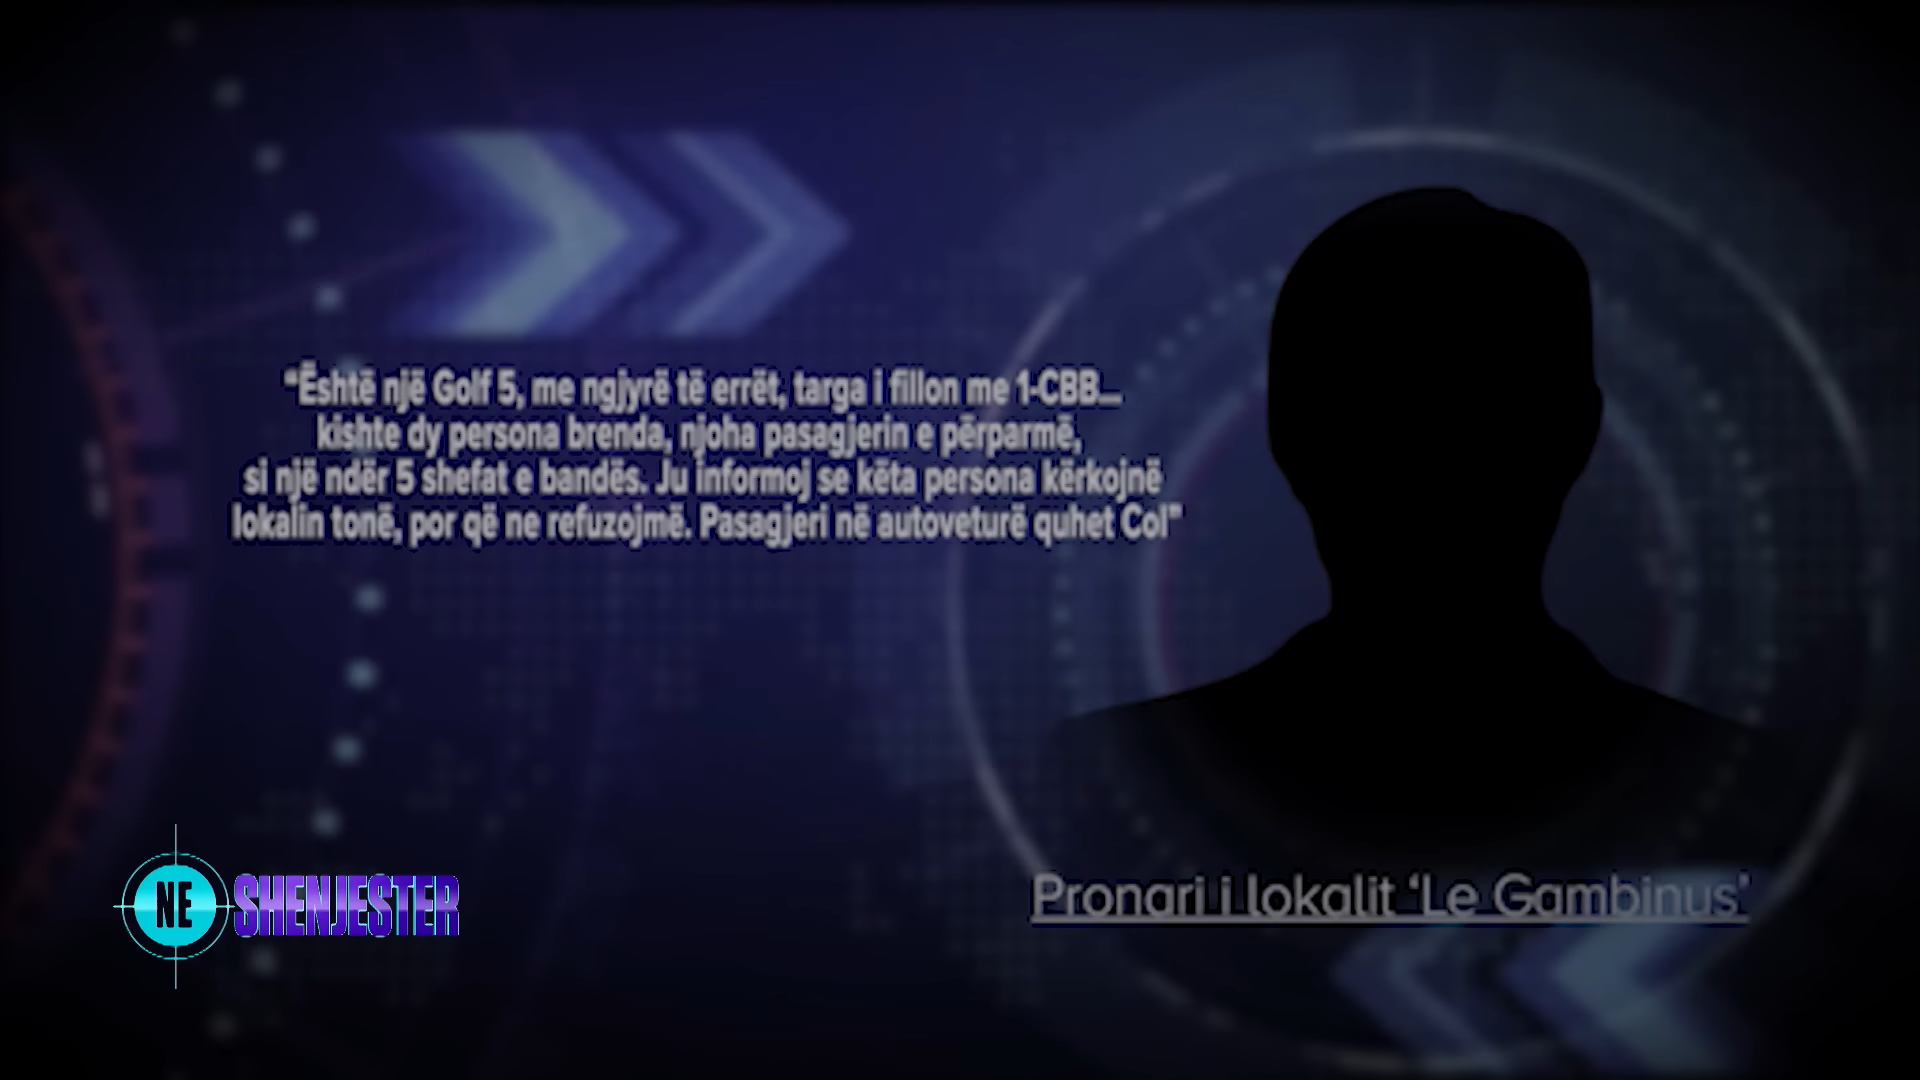 “Është një Golf 5, me ngjyrë të errët, targa i fillon me 1-CBB...
kishte dy persona brenda, njoha pasagjerin e përparmë,
si një ndër 5 shefat e bandës. Ju informoj se këta persona kërkojnë
lokalin tonë, por që ne refuzojmë. Pasagjeri në autoveturë quhet Col”
Pronari i lokalit ‘Le Gambinus’
NE SHENJESTER